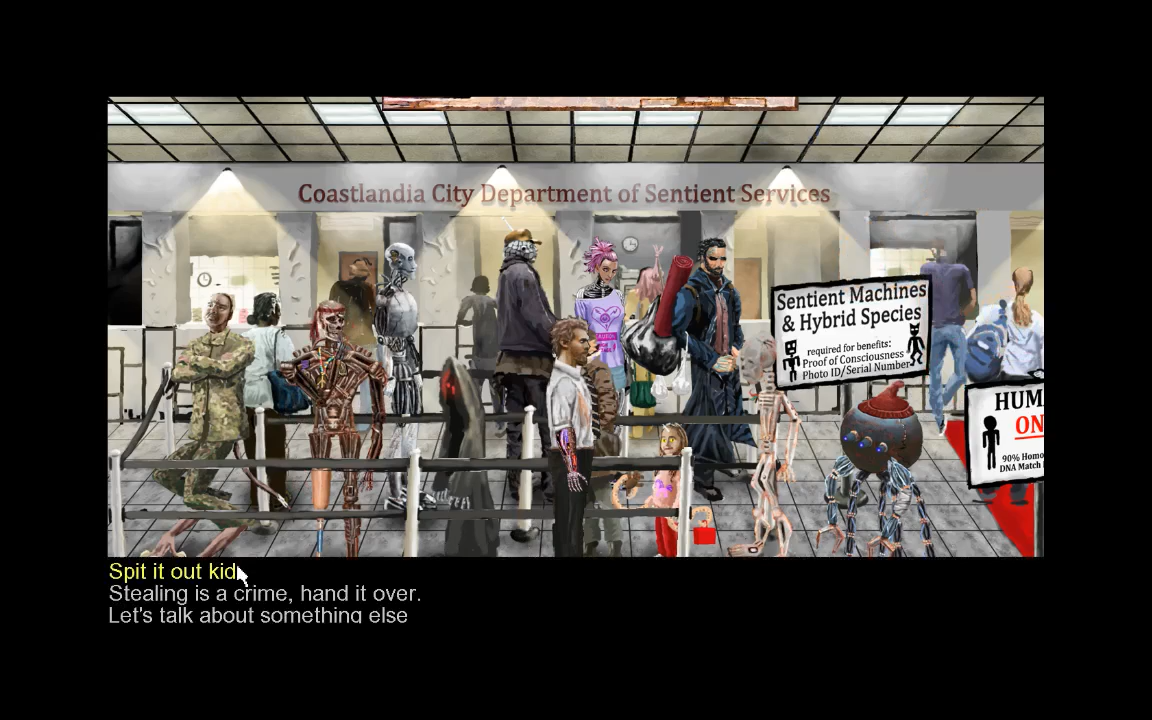 Coastlandia City Department of Sentient Services
Sentient Machines
& Hybrid Species
required for benefits:
Proof of Consciousness
Photo ID/Serial Number
HUM
ON
90% Homo
DNA Match
Spit it out kid
Stealing is a crime, hand it over.
Let's talk about something else